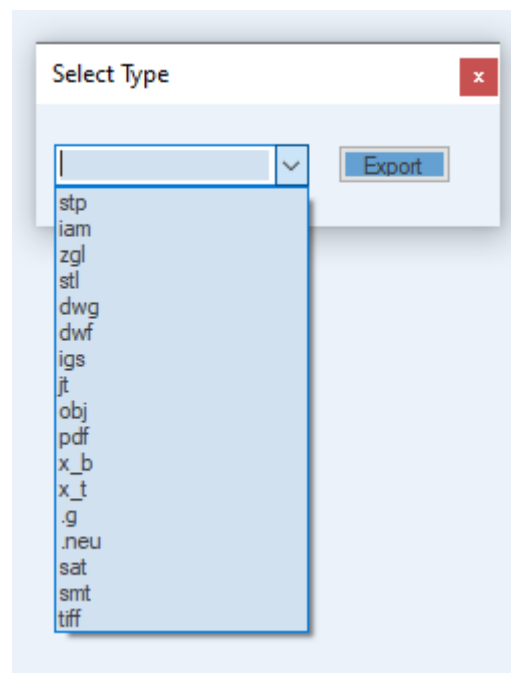 Select Type
x
Export
stp
iam
zgl
stl
dwg
dwf
igs
jt
obj
pdf
x_b
x_t
.g
.neu
sat
smt
tiff